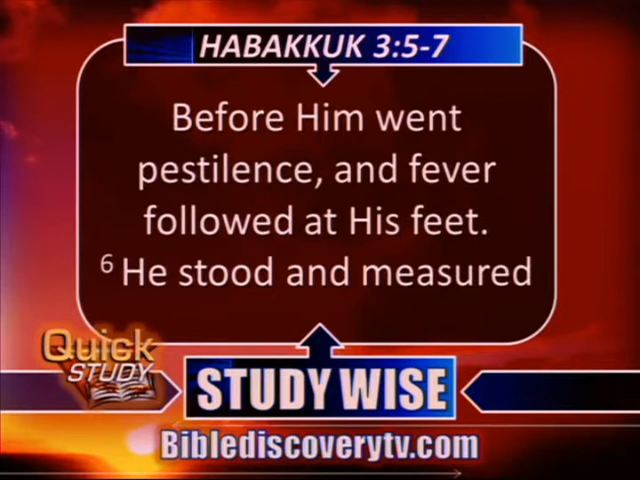 HABAKKUK 3:5-7
Before Him went
pestilence, and fever
followed at His feet.
6 He stood and measured
Quick
STUDY
STUDY WISE
Biblediscoverytv.com